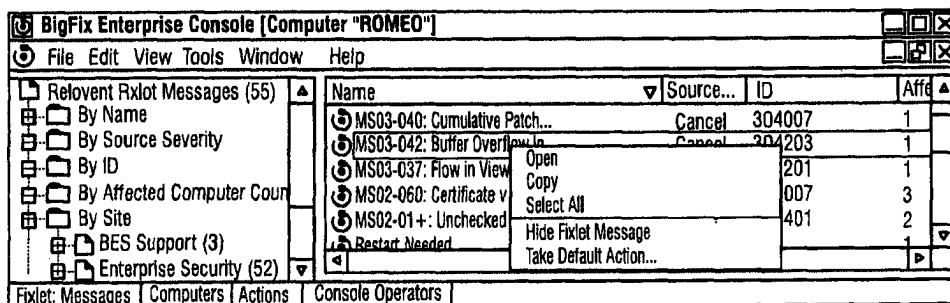 BigFix Enterprise Console [Computer "ROMEO"]
File Edit View Tools Window Help
Relovent Rxlot Messages (55)
By Name
By Source Severity
By ID
By Affected Computer Coun
By Site
BES Support (3)
Enterprise Security (52)
Name Source... ID Affe
MS03-040: Cumulative Patch... Cancel 304007 1
MS03-042: Buffer Overflow In Cancel 304203 1
MS03-037: Flow in View 201 1
MS02-060: Certificate v 007 3
MS02-01+: Unchecked 401 2
Restart Needed 1
Open
Copy
Select All
Hide Fixlet Message
Take Default Action...
Fixlet: Messages Computers Actions Console Operators